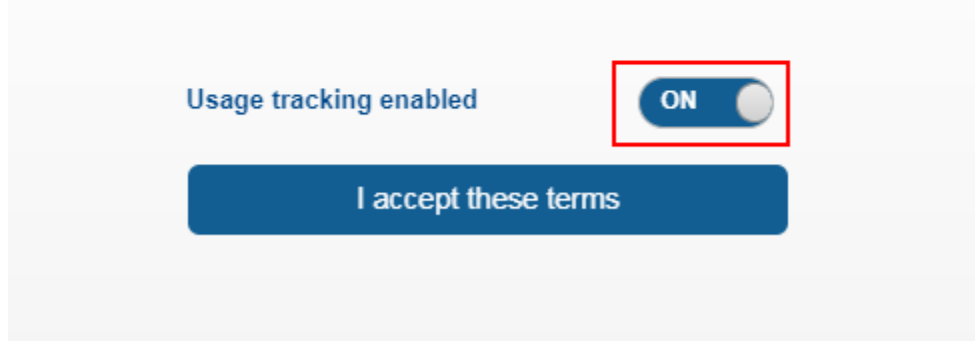 Usage tracking enabled ON
I accept these terms